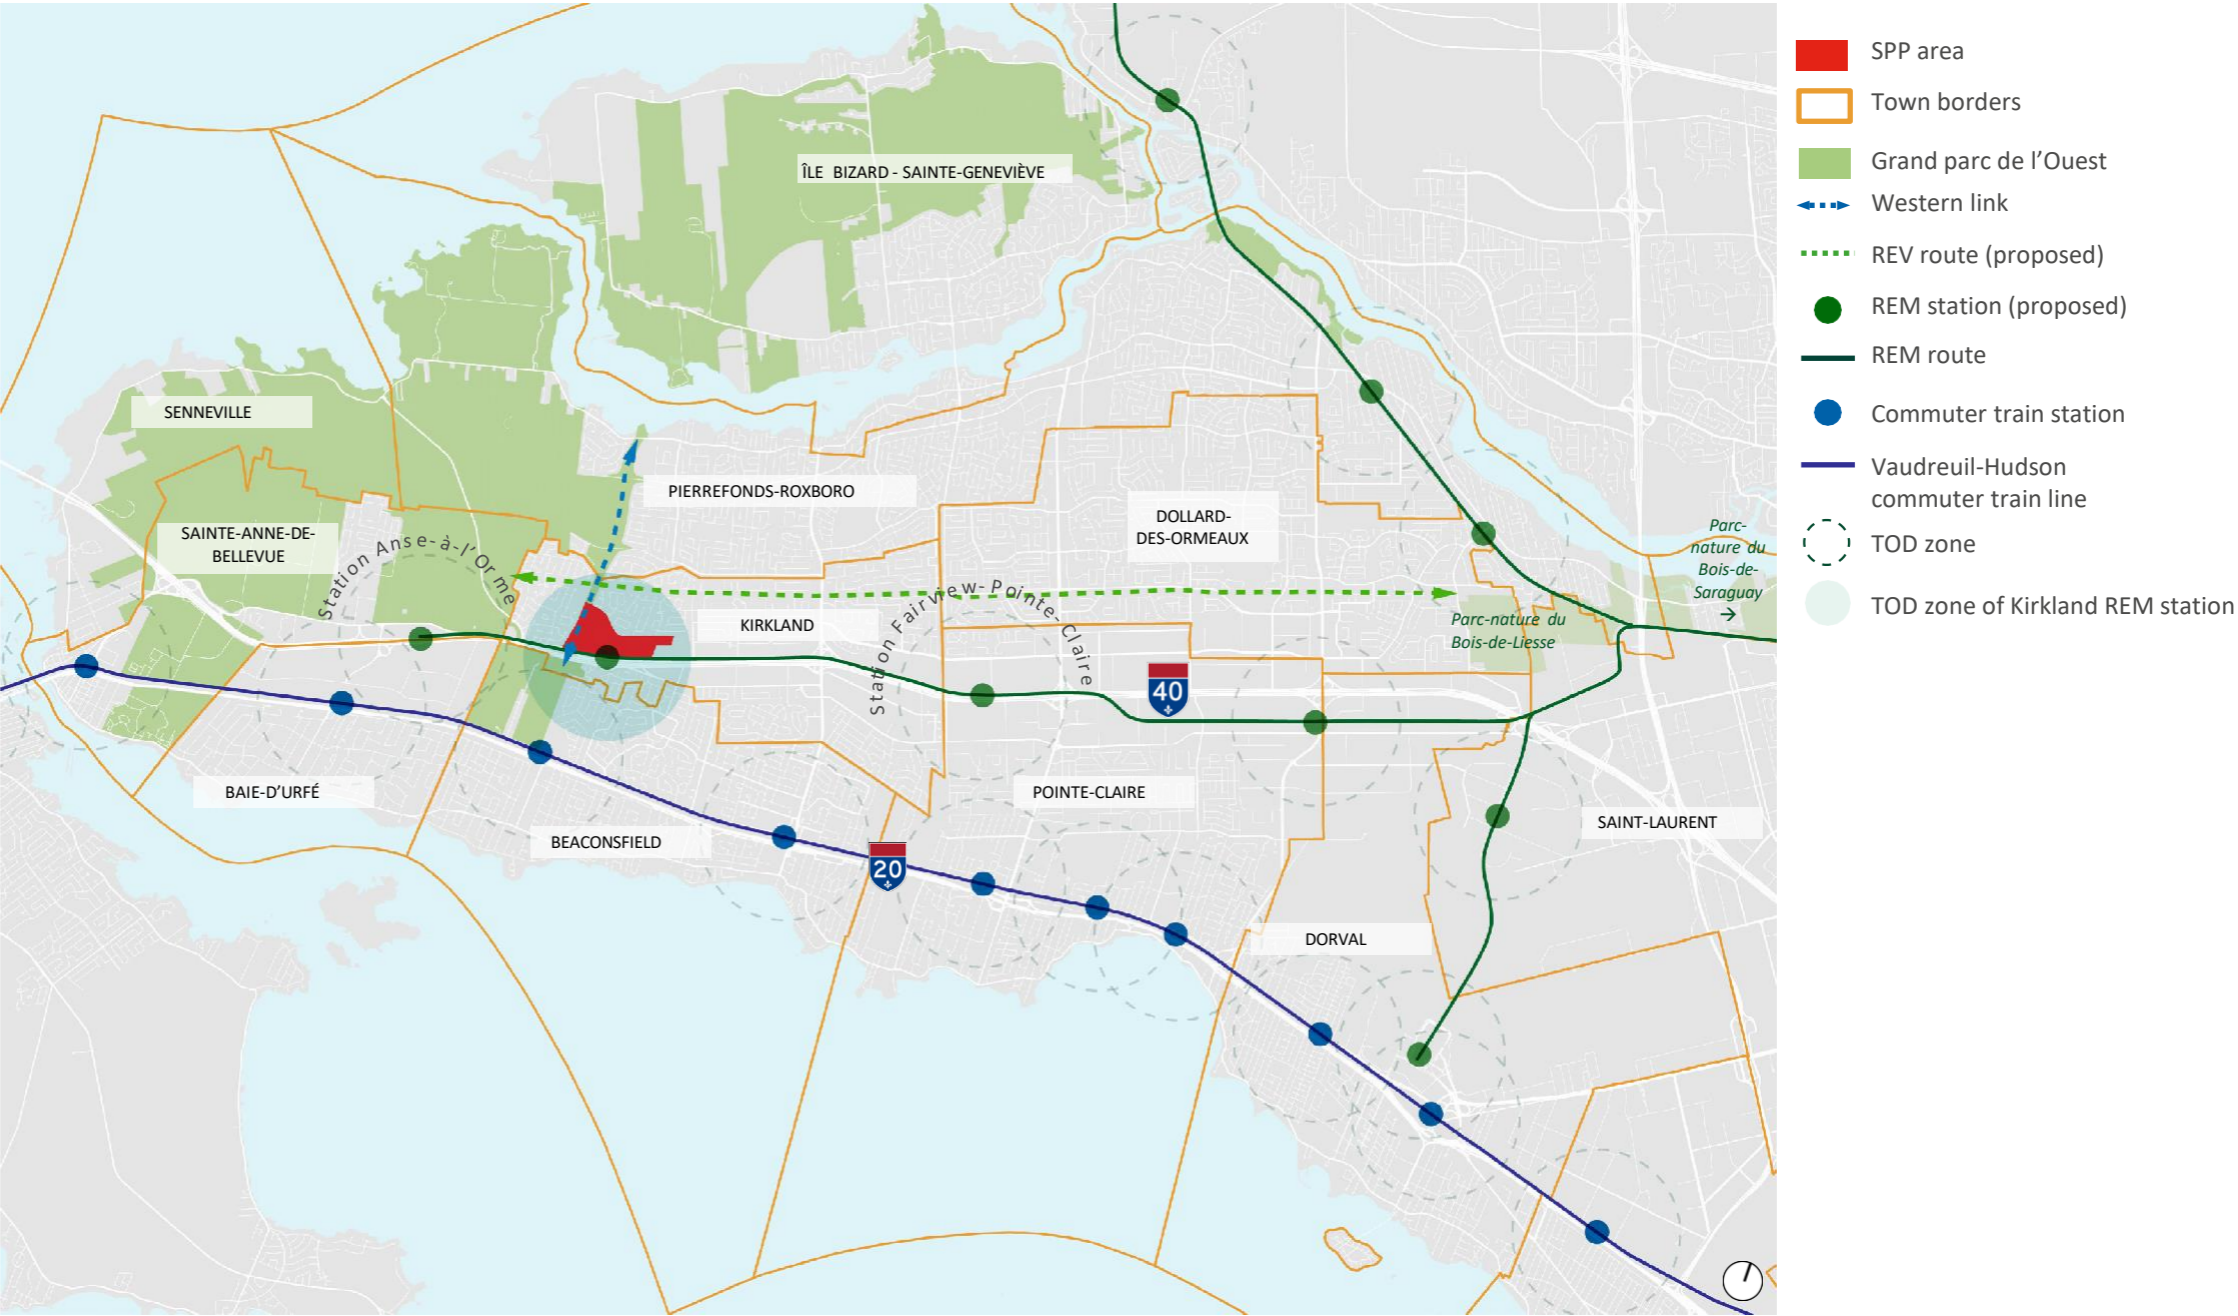 ÎLE BIZARD - SAINTE-GENEVIÈVE
SENNEVILLE
PIERREFONDS-ROXBORO
SAINTE-ANNE-DE-
BELLEVUE
DOLLARD-
DES-ORMEAUX
Parc-
nature du
Bois-de-
Saraguay
→
Station Anse-à-l'Orme
Station Fairview-Pointe-Claire
KIRKLAND
Parc-nature du
Bois-de-Liesse
40
BAIE-D'URFÉ
POINTE-CLAIRE
BEACONSFIELD
SAINT-LAURENT
20
DORVAL
SPP area
Town borders
Grand parc de l'Ouest
Western link
REV route (proposed)
REM station (proposed)
REM route
Commuter train station
Vaudreuil-Hudson
commuter train line
TOD zone
TOD zone of Kirkland REM station